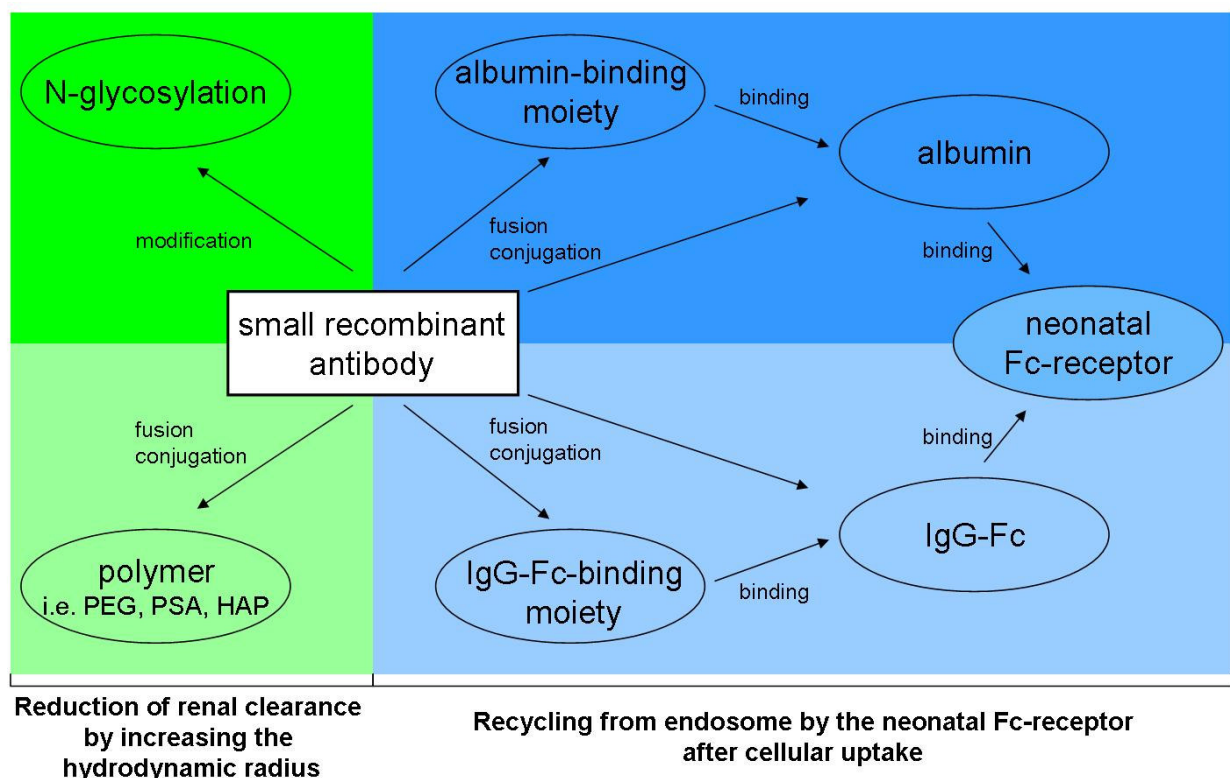 N-glycosylation
modification
albumin-binding
moiety
binding
albumin
fusion
conjugation
binding
small recombinant
antibody
neonatal
Fc-receptor
fusion
conjugation
fusion
conjugation
binding
polymer
i.e. PEG, PSA, HAP
IgG-Fc-binding
moiety
binding
IgG-Fc
Reduction of renal clearance
by increasing the
hydrodynamic radius
Recycling from endosome by the neonatal Fc-receptor
after cellular uptake